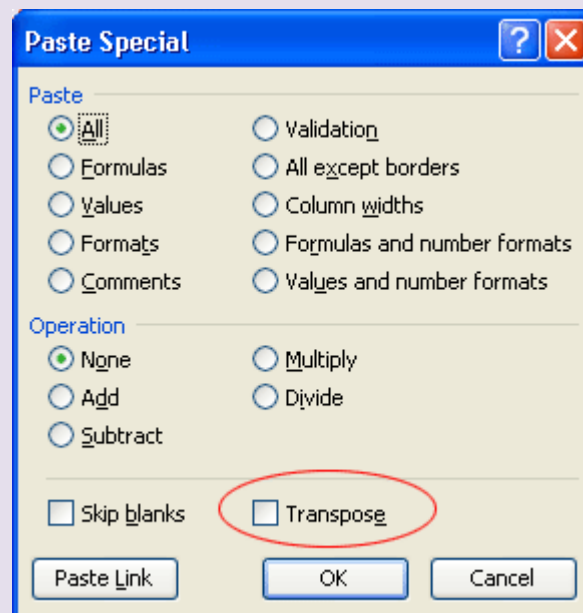 Paste Special
Paste
All
Validation
Formulas
All except borders
Values
Column widths
Formats
Formulas and number formats
Comments
Values and number formats
Operation
None
Multiply
Add
Divide
Subtract
Skip blanks
Transpose
Paste Link
OK
Cancel